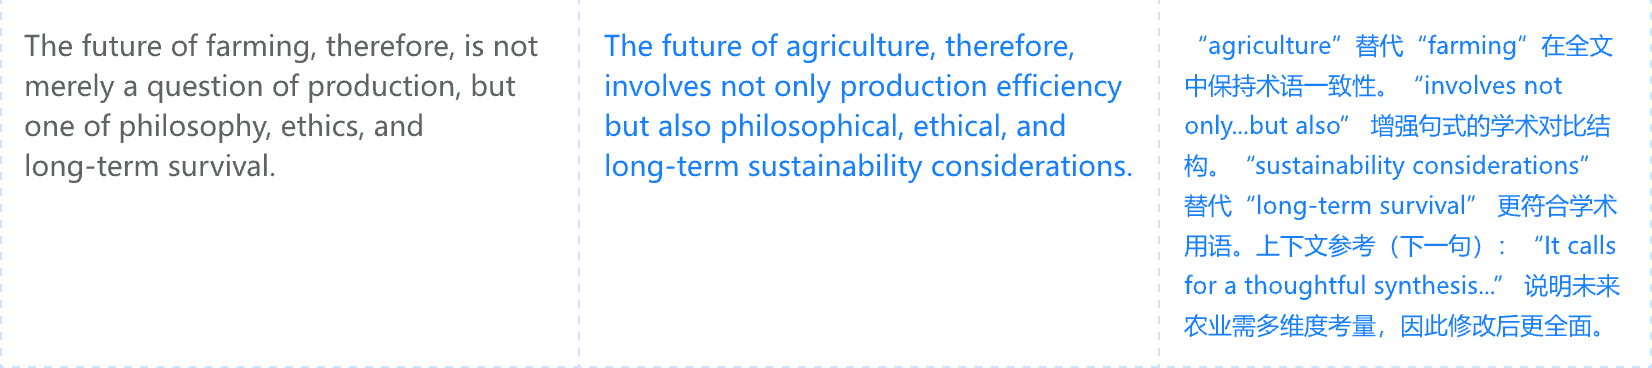 The future of farming, therefore, is not
merely a question of production, but
one of philosophy, ethics, and
long-term survival.
The future of agriculture, therefore,
involves not only production efficiency
but also philosophical, ethical, and
long-term sustainability considerations.
“agriculture”替代“farming”在全文
中保持术语一致性。“involves not
only...but also” 增强句式的学术对比结
构。“sustainability considerations”
替代“long-term survival” 更符合学术
用语。上下文参考（下一句）：“It calls
for a thoughtful synthesis...” 说明未来
农业需多维度考量，因此修改后更全面。